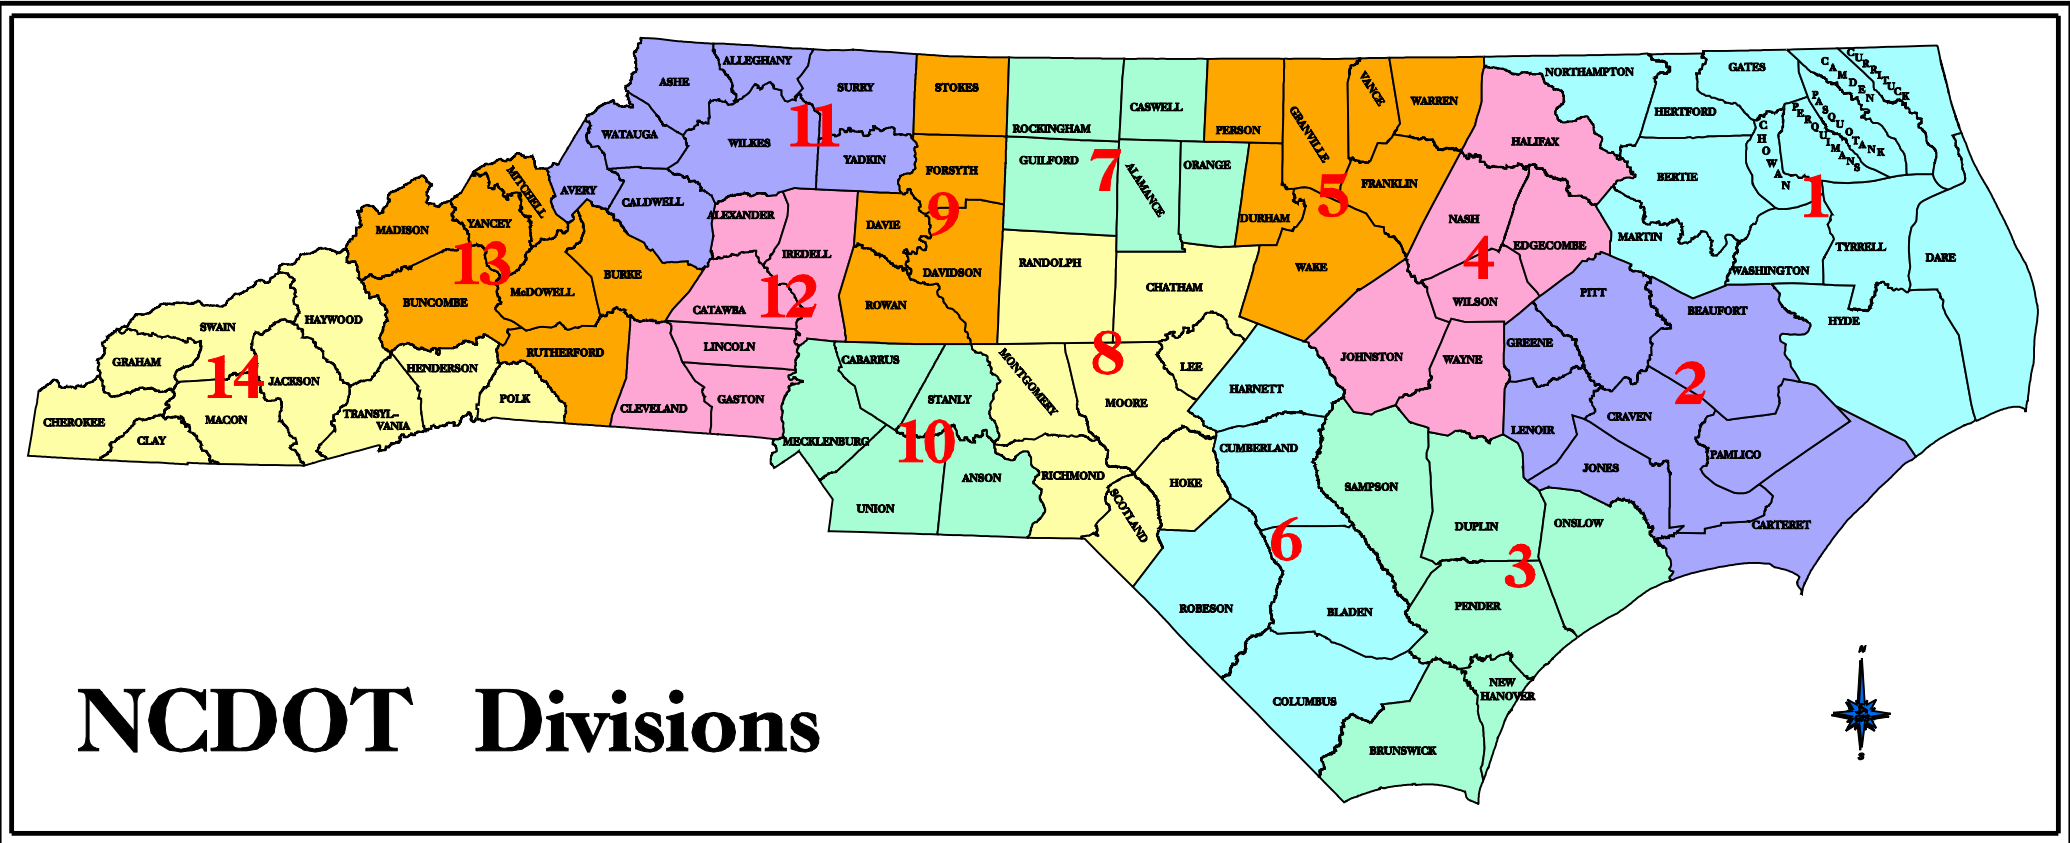 ASHE
ALLEGHANY
SURRY
STOKES
ROCKINGHAM
CASWELL
PERSON
GRANVILLE
VANCE
WARREN
NORTHAMPTON
GATES
CAMDEN
CURRITUCK
HERTFORD
PASQUOTANK
PERQUIMANS
CHOWAN
WATAUGA
WILKES
11
YADKIN
FORSYTH
GUILFORD
7
ALAMANCE
ORANGE
5
FRANKLIN
HALIFAX
BERTIE
1
MITCHELL
AVERY
CALDWELL
ALEXANDER
IREDELL
DAVIE
9
DURHAM
NASH
EDGECOMBE
MARTIN
TYRRELL
MADISON
YANCEY
13
McDOWELL
BURKE
BUNCOMBE
CATAWBA
12
ROWAN
DAVIDSON
RANDOLPH
CHATHAM
WAKE
4
WILSON
PITT
WASHINGTON
DARE
BEAUFORT
HYDE
SWAIN
HAYWOOD
GRAHAM
14
JACKSON
HENDERSON
RUTHERFORD
LINCOLN
CABARRUS
MONTGOMERY
8
LEE
JOHNSTON
WAYNE
GREENE
2
CHEROKEE
CLAY
MACON
TRANSYL-
VANIA
POLK
CLEVELAND
GASTON
STANLY
MOORE
HARNETT
LENOIR
CRAVEN
MECKLENBURG
10
UNION
ANSON
RICHMOND
SCOTLAND
HOKE
CUMBERLAND
SAMPSON
DUPLIN
JONES
PAMLICO
ONSLOW
CARTERET
6
3
ROBESON
BLADEN
PENDER
COLUMBUS
NEW
HANOVER
BRUNSWICK
NCDOT Divisions
N
S